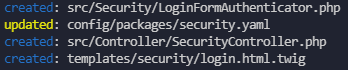 created: src/Security/LoginFormAuthenticator.php
updated: config/packages/security.yaml
created: src/Controller/SecurityController.php
created: templates/security/login.html.twig